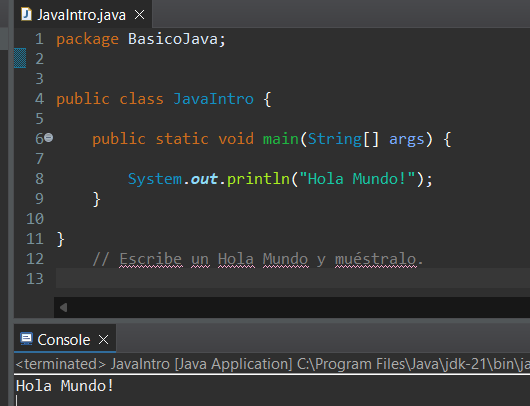 JavaIntro.java
1 package BasicoJava;
2
3
4 public class JavaIntro {
5
6 public static void main(String[] args) {
7
8 System.out.println("Hola Mundo!");
9 }
10
11 }
12 // Escribe un Hola Mundo y muéstralo.
13
Console
<terminated> JavaIntro [Java Application] C:\Program Files\Java\jdk-21\bin\ja
Hola Mundo!